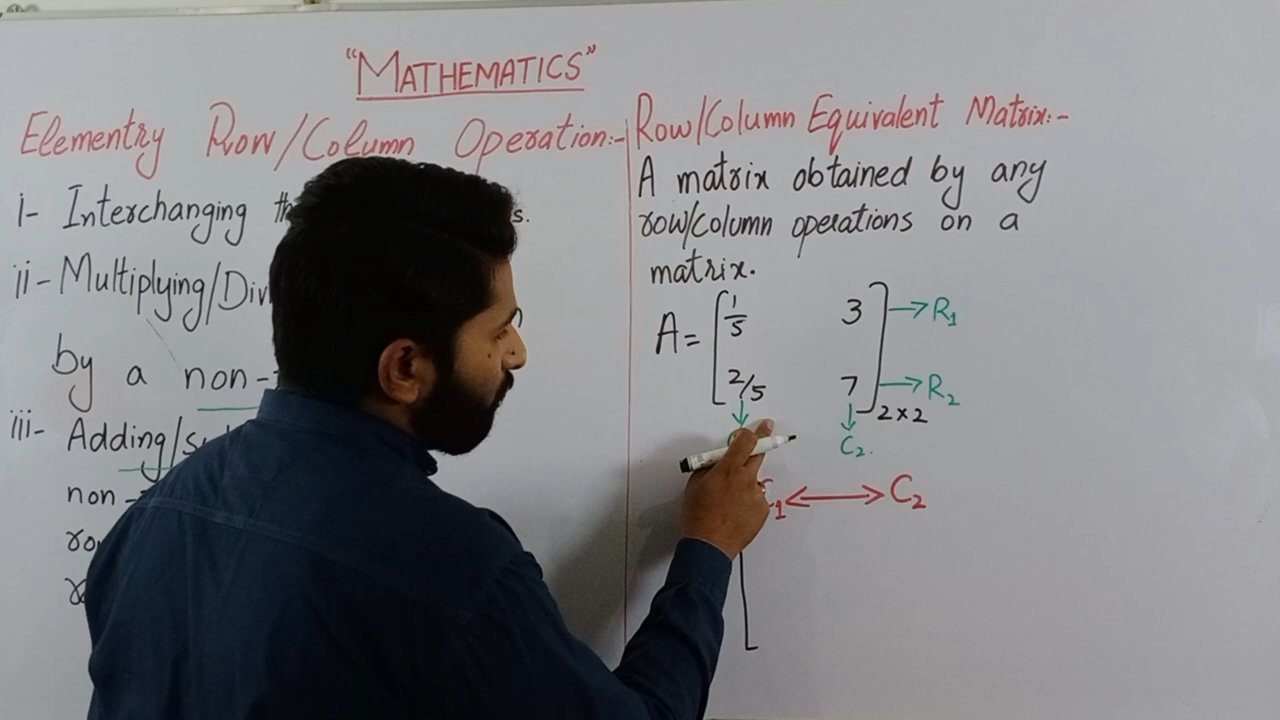 “MATHEMATICS”
Elementry Row/Column Operation:-
i- Interchanging
ii- Multiplying/Div
by a non-
iii- Adding/su
non-
Row/Column Equivalent Matrix:-
A matrix obtained by any
row/column operations on a
matrix.
A = [1/5 3] → R1
[2/5 7] → R2
2×2
↓ ↓
C2.
C1 ↔ C2
[